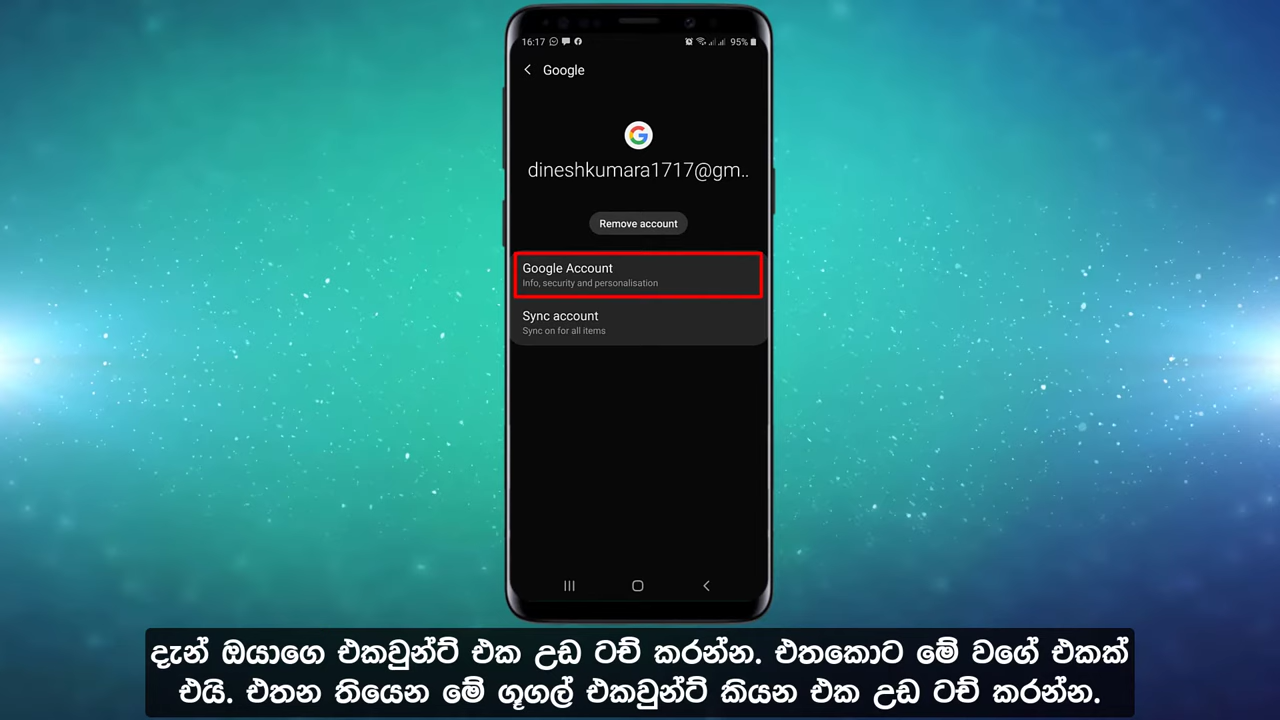 16:17
95%
Google
dineshkumara1717@gm..
Remove account
Google Account
Info, security and personalisation
Sync account
Sync on for all items
දැන් ඔයාගෙ එකවුන්ට් එක උඩ ටච් කරන්න. එතකොට මේ වගේ එකක්
එයි. එතන තියෙන මේ ගූගල් එකවුන්ට් කියන එක උඩ ටච් කරන්න.